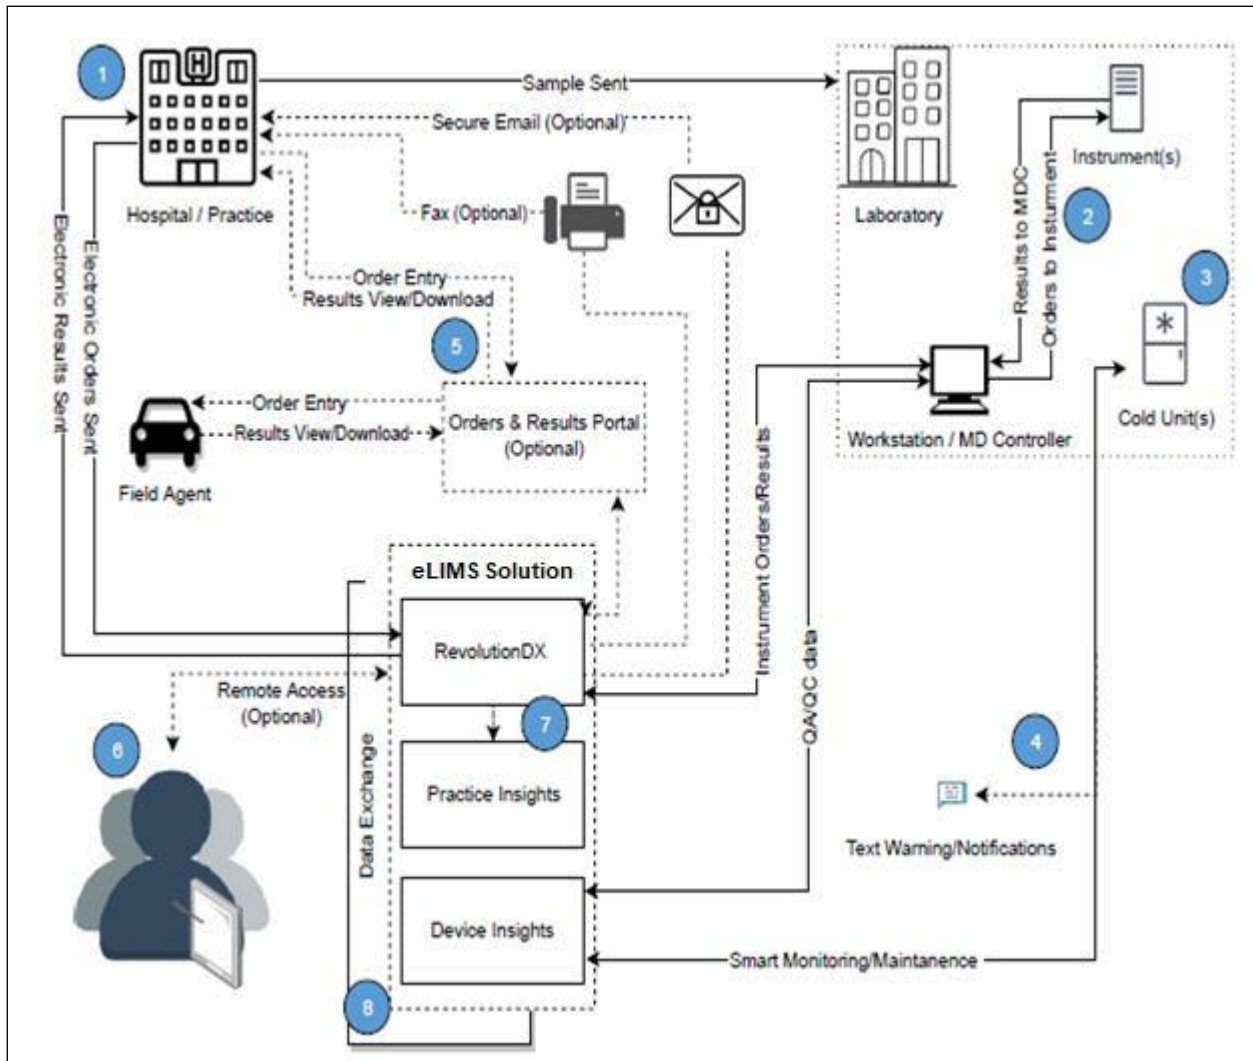 1
H
Sample Sent
Secure Email (Optional)
Hospital / Practice
Fax (Optional)
Laboratory
Instrument(s)
2
Results to MDC
Orders to Insturment
3
Electronic Results Sent
Electronic Orders Sent
Order Entry
Results View/Download
5
Order Entry
Results View/Download
Field Agent
Orders & Results Portal
(Optional)
Workstation / MD Controller
Cold Unit(s)
Instrument Orders/Results
QA/QC data
eLIMS Solution
RevolutionDX
Remote Access
(Optional)
6
7
Data Exchange
Practice Insights
4
Text Warning/Notifications
Device Insights
Smart Monitoring/Maintanence
8